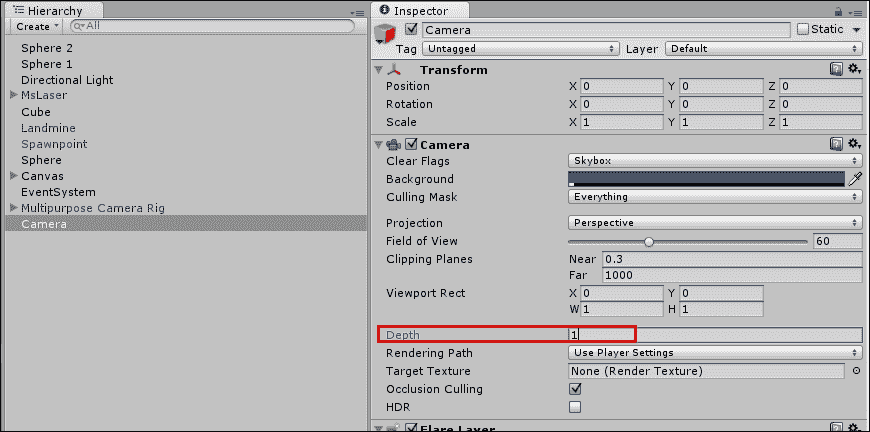 Hierarchy
Create
All
Sphere 2
Sphere 1
Directional Light
MsLaser
Cube
Landmine
Spawnpoint
Sphere
Canvas
EventSystem
Multipurpose Camera Rig
Camera
Inspector
Camera Static
Tag Untagged Layer Default
Transform
Position X 0 Y 0 Z 0
Rotation X 0 Y 0 Z 0
Scale X 1 Y 1 Z 1
Camera
Clear Flags Skybox
Background
Culling Mask Everything
Projection Perspective
Field of View 60
Clipping Planes Near 0.3
Far 1000
Viewport Rect X 0 Y 0
W 1 H 1
Depth 1
Rendering Path Use Player Settings
Target Texture None (Render Texture)
Occlusion Culling
HDR
Flare Layer